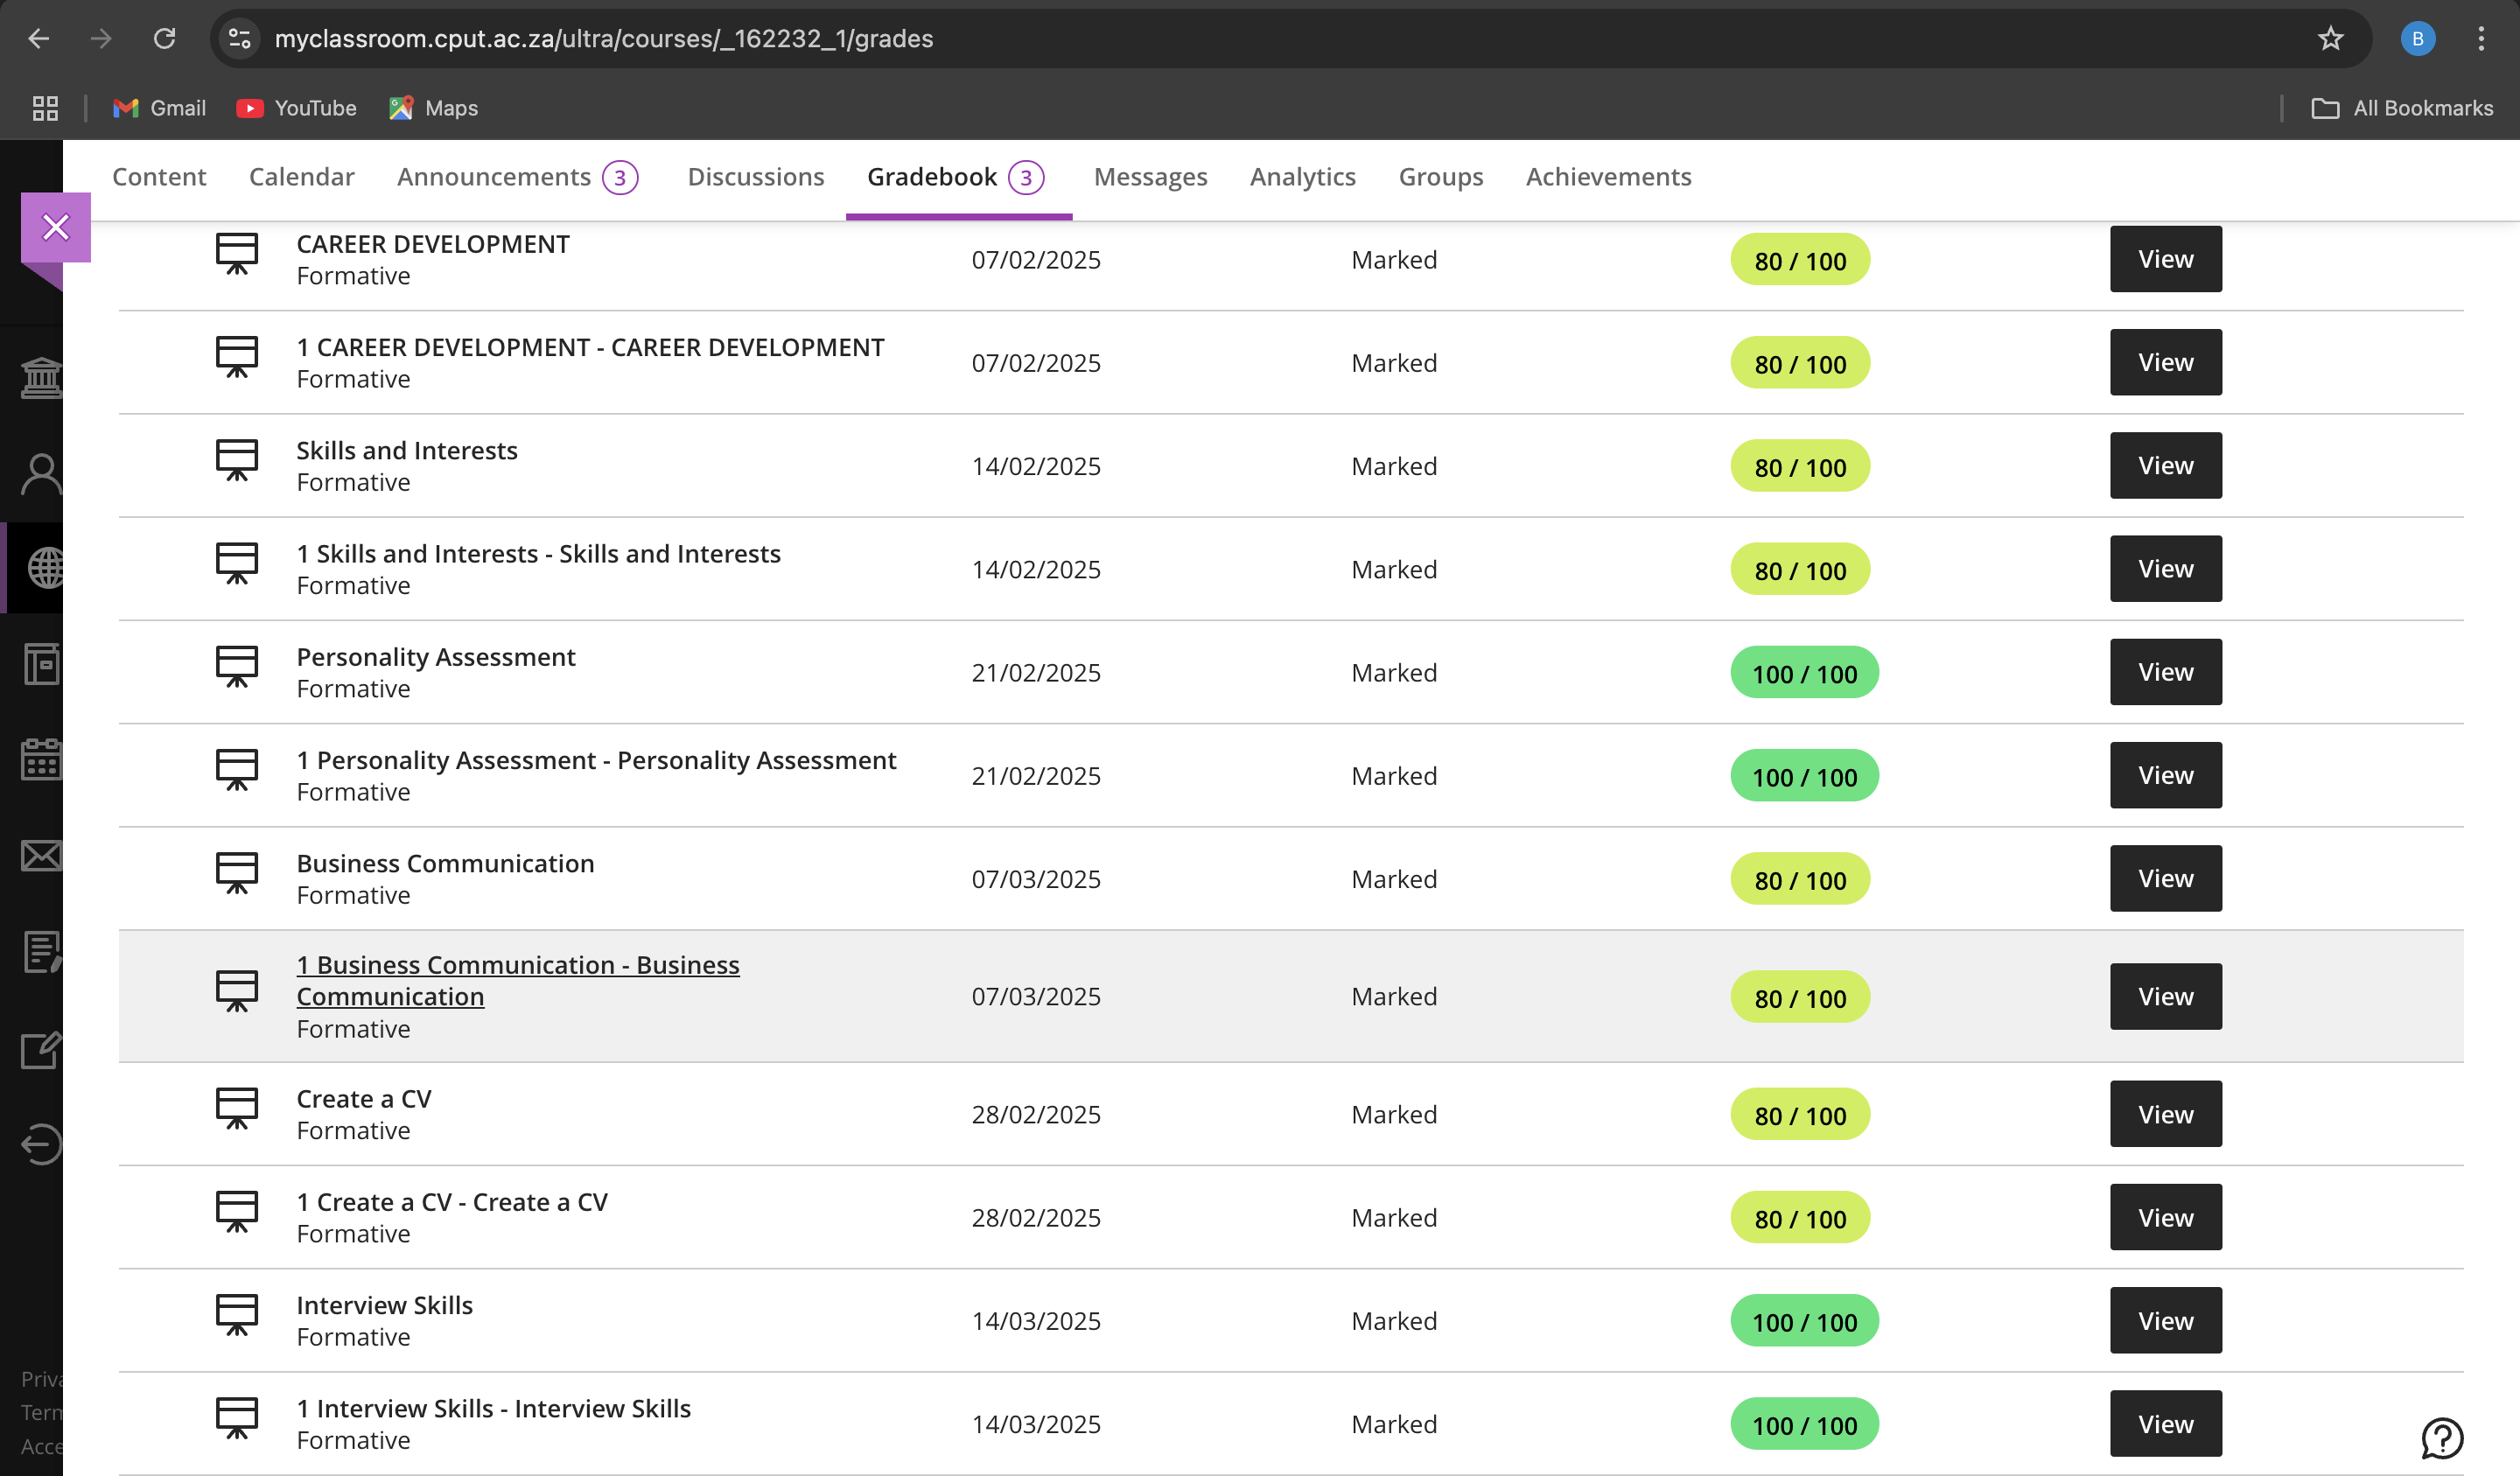 myclassroom.cput.ac.za/ultra/courses/_162232_1/grades
B
Gmail YouTube Maps All Bookmarks
Content Calendar Announcements 3 Discussions Gradebook 3 Messages Analytics Groups Achievements
CAREER DEVELOPMENT
Formative
07/02/2025 Marked 80 / 100 View
1 CAREER DEVELOPMENT - CAREER DEVELOPMENT
Formative
07/02/2025 Marked 80 / 100 View
Skills and Interests
Formative
14/02/2025 Marked 80 / 100 View
1 Skills and Interests - Skills and Interests
Formative
14/02/2025 Marked 80 / 100 View
Personality Assessment
Formative
21/02/2025 Marked 100 / 100 View
1 Personality Assessment - Personality Assessment
Formative
21/02/2025 Marked 100 / 100 View
Business Communication
Formative
07/03/2025 Marked 80 / 100 View
1 Business Communication - Business
Communication
Formative
07/03/2025 Marked 80 / 100 View
Create a CV
Formative
28/02/2025 Marked 80 / 100 View
1 Create a CV - Create a CV
Formative
28/02/2025 Marked 80 / 100 View
Interview Skills
Formative
14/03/2025 Marked 100 / 100 View
1 Interview Skills - Interview Skills
Formative
14/03/2025 Marked 100 / 100 View